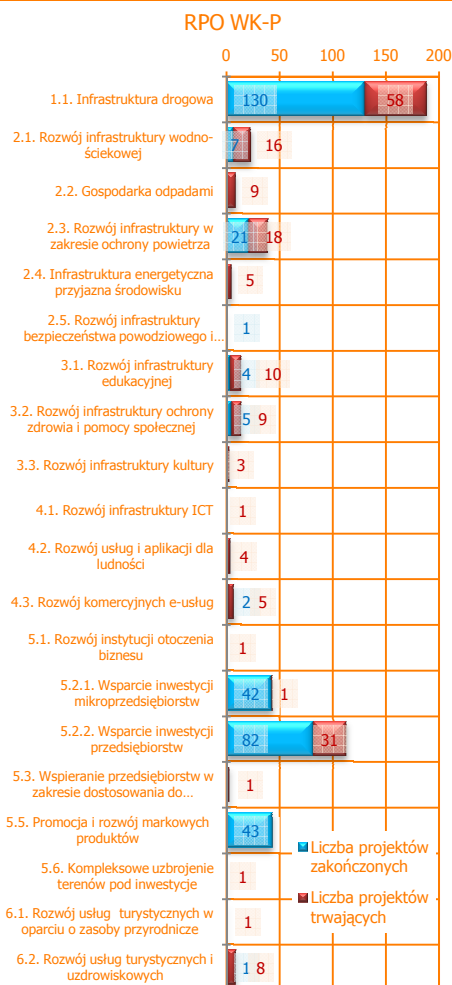 RPO WK-P
0 50 100 150 200
1.1. Infrastruktura drogowa
130 58
2.1. Rozwój infrastruktury wodno-
ściekowej
7 16
2.2. Gospodarka odpadami
9
2.3. Rozwój infrastruktury w
zakresie ochrony powietrza
21 18
2.4. Infrastruktura energetyczna
przyjazna środowisku
5
2.5. Rozwój infrastruktury
bezpieczeństwa powodziowego i...
1
3.1. Rozwój infrastruktury
edukacyjnej
4 10
3.2. Rozwój infrastruktury ochrony
zdrowia i pomocy społecznej
5 9
3.3. Rozwój infrastruktury kultury
3
4.1. Rozwój infrastruktury ICT
1
4.2. Rozwój usług i aplikacji dla
ludności
4
4.3. Rozwój komercyjnych e-usług
2 5
5.1. Rozwój instytucji otoczenia
biznesu
1
5.2.1. Wsparcie inwestycji
mikroprzedsiębiorstw
42 1
5.2.2. Wsparcie inwestycji
przedsiębiorstw
82 31
5.3. Wspieranie przedsiębiorstw w
zakresie dostosowania do...
1
5.5. Promocja i rozwój markowych
produktów
43
5.6. Kompleksowe uzbrojenie
terenów pod inwestycje
1
6.1. Rozwój usług turystycznych w
oparciu o zasoby przyrodnicze
1
6.2. Rozwój usług turystycznych i
uzdrowiskowych
1 8
Liczba projektów
zakończonych
Liczba projektów
trwających